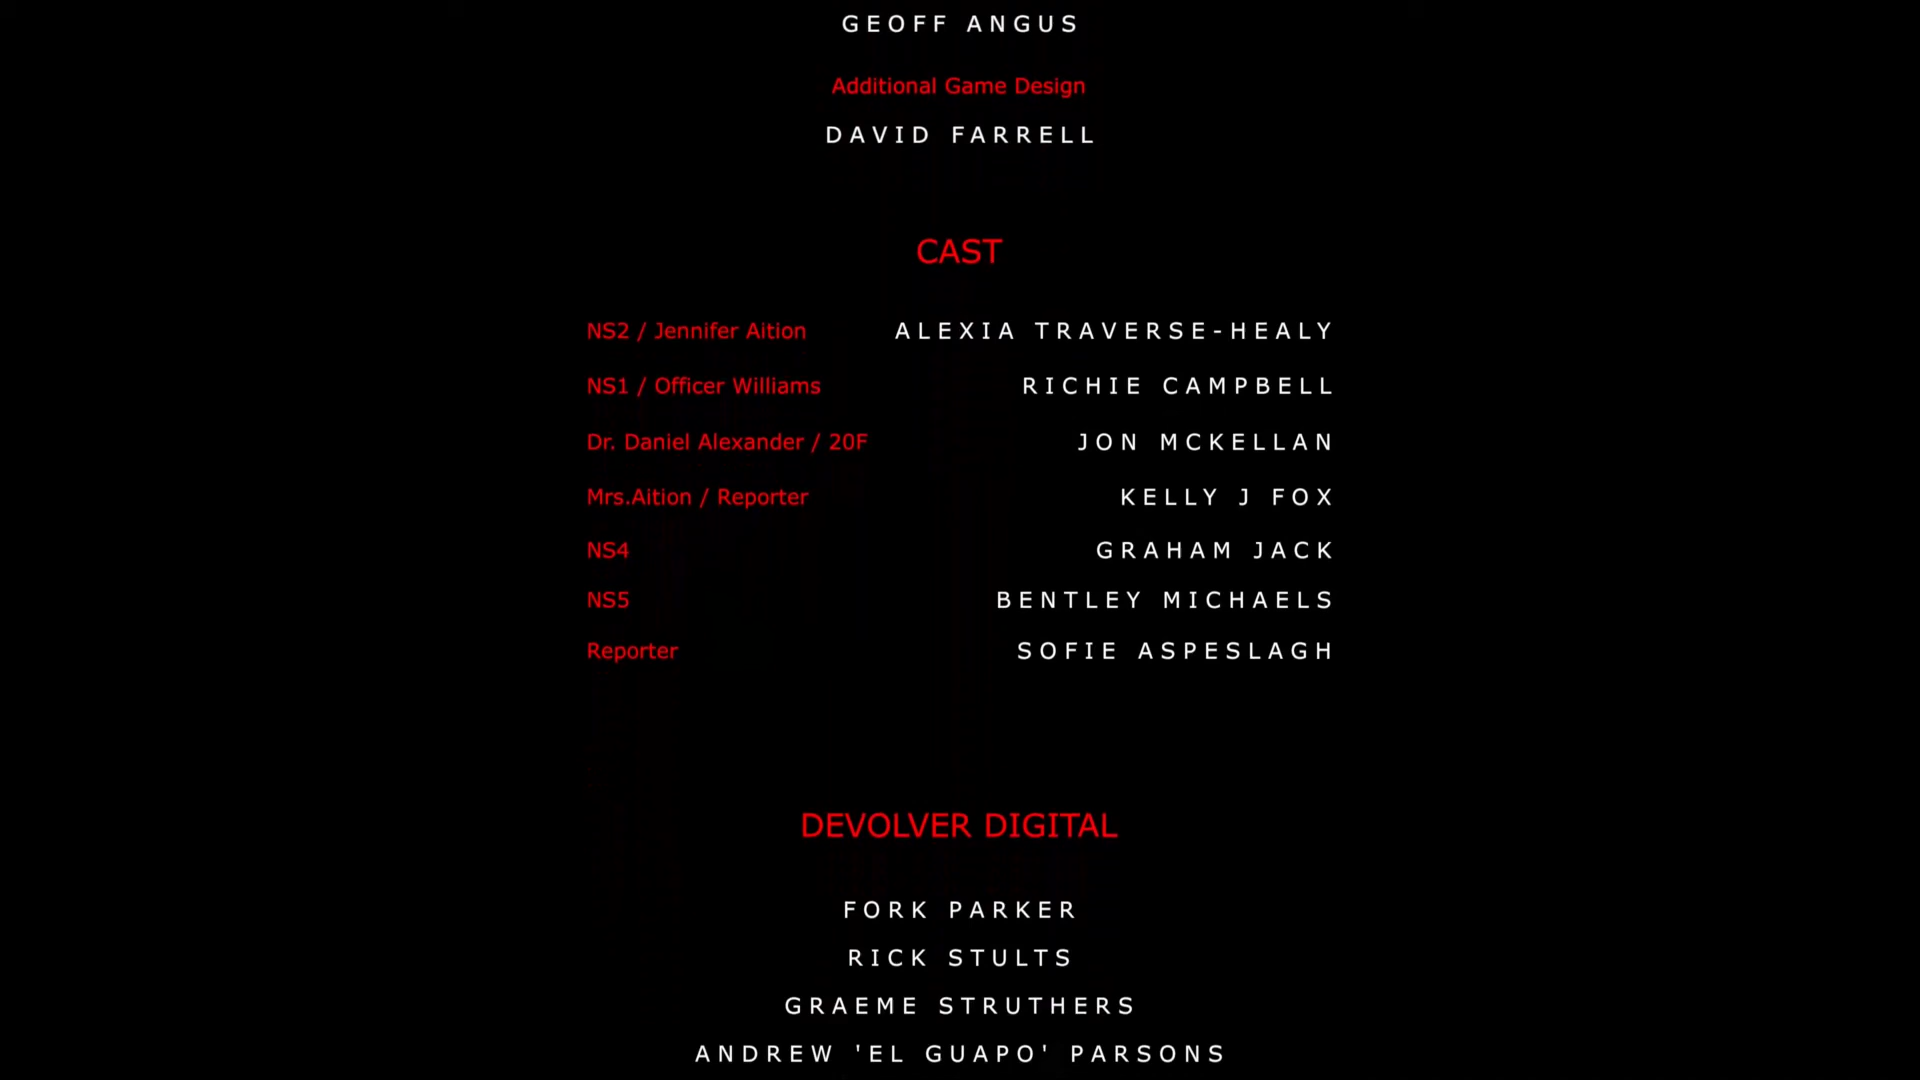 GEOFF ANGUS
Additional Game Design
DAVID FARRELL
CAST
NS2 / Jennifer Aition ALEXIA TRAVERSE-HEALY
NS1 / Officer Williams RICHIE CAMPBELL
Dr. Daniel Alexander / 20F JON MCKELLAN
Mrs.Aition / Reporter KELLY J FOX
NS4 GRAHAM JACK
NS5 BENTLEY MICHAELS
Reporter SOFIE ASPESLAGH
DEVOLVER DIGITAL
FORK PARKER
RICK STULTS
GRAEME STRUTHERS
ANDREW 'EL GUAPO' PARSONS